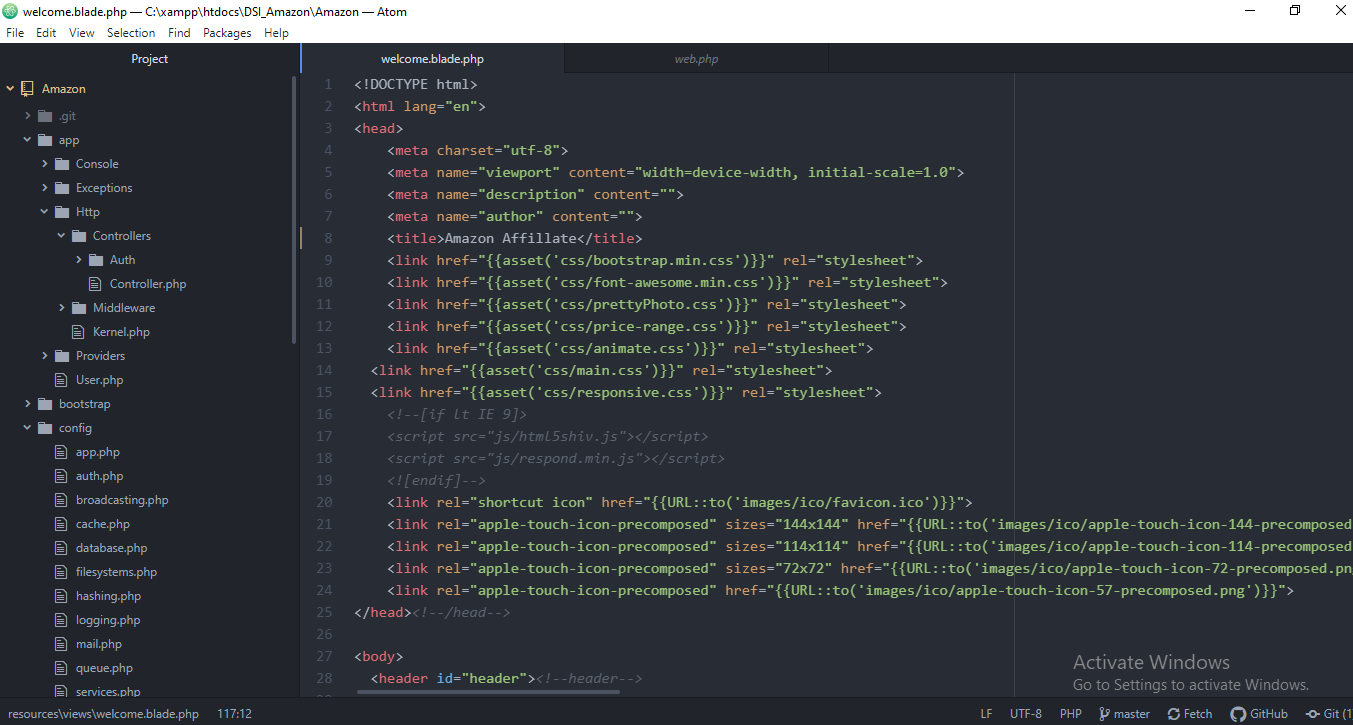 welcome.blade.php — C:\xampp\htdocs\DSI_Amazon\Amazon — Atom
File Edit View Selection Find Packages Help
Project
Amazon
.git
app
Console
Exceptions
Http
Controllers
Auth
Controller.php
Middleware
Kernel.php
Providers
User.php
bootstrap
config
app.php
auth.php
broadcasting.php
cache.php
database.php
filesystems.php
hashing.php
logging.php
mail.php
queue.php
services.php
welcome.blade.php web.php
1 <!DOCTYPE html>
2 <html lang="en">
3 <head>
4 <meta charset="utf-8">
5 <meta name="viewport" content="width=device-width, initial-scale=1.0">
6 <meta name="description" content="">
7 <meta name="author" content="">
8 <title>Amazon Affillate</title>
9 <link href="{{asset('css/bootstrap.min.css')}}" rel="stylesheet">
10 <link href="{{asset('css/font-awesome.min.css')}}" rel="stylesheet">
11 <link href="{{asset('css/prettyPhoto.css')}}" rel="stylesheet">
12 <link href="{{asset('css/price-range.css')}}" rel="stylesheet">
13 <link href="{{asset('css/animate.css')}}" rel="stylesheet">
14 <link href="{{asset('css/main.css')}}" rel="stylesheet">
15 <link href="{{asset('css/responsive.css')}}" rel="stylesheet">
16 <!--[if lt IE 9]>
17 <script src="js/html5shiv.js"></script>
18 <script src="js/respond.min.js"></script>
19 <![endif]-->
20 <link rel="shortcut icon" href="{{URL::to('images/ico/favicon.ico')}}">
21 <link rel="apple-touch-icon-precomposed" sizes="144x144" href="{{URL::to('images/ico/apple-touch-icon-144-precomposed
22 <link rel="apple-touch-icon-precomposed" sizes="114x114" href="{{URL::to('images/ico/apple-touch-icon-114-precomposed
23 <link rel="apple-touch-icon-precomposed" sizes="72x72" href="{{URL::to('images/ico/apple-touch-icon-72-precomposed.pn
24 <link rel="apple-touch-icon-precomposed" href="{{URL::to('images/ico/apple-touch-icon-57-precomposed.png')}}">
25 </head><!--/head-->
26
27 <body>
28 <header id="header"><!--header-->
Activate Windows
Go to Settings to activate Windows.
resources\views\welcome.blade.php 117:12 LF UTF-8 PHP master Fetch GitHub Git (1